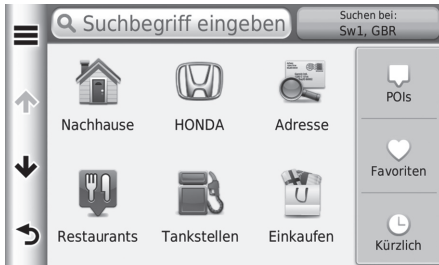 Suchbegriff eingeben
Suchen bei:
Sw1, GBR
Nachhause
HONDA
Adresse
POIs
Favoriten
Restaurants
Tankstellen
Einkaufen
Kürzlich